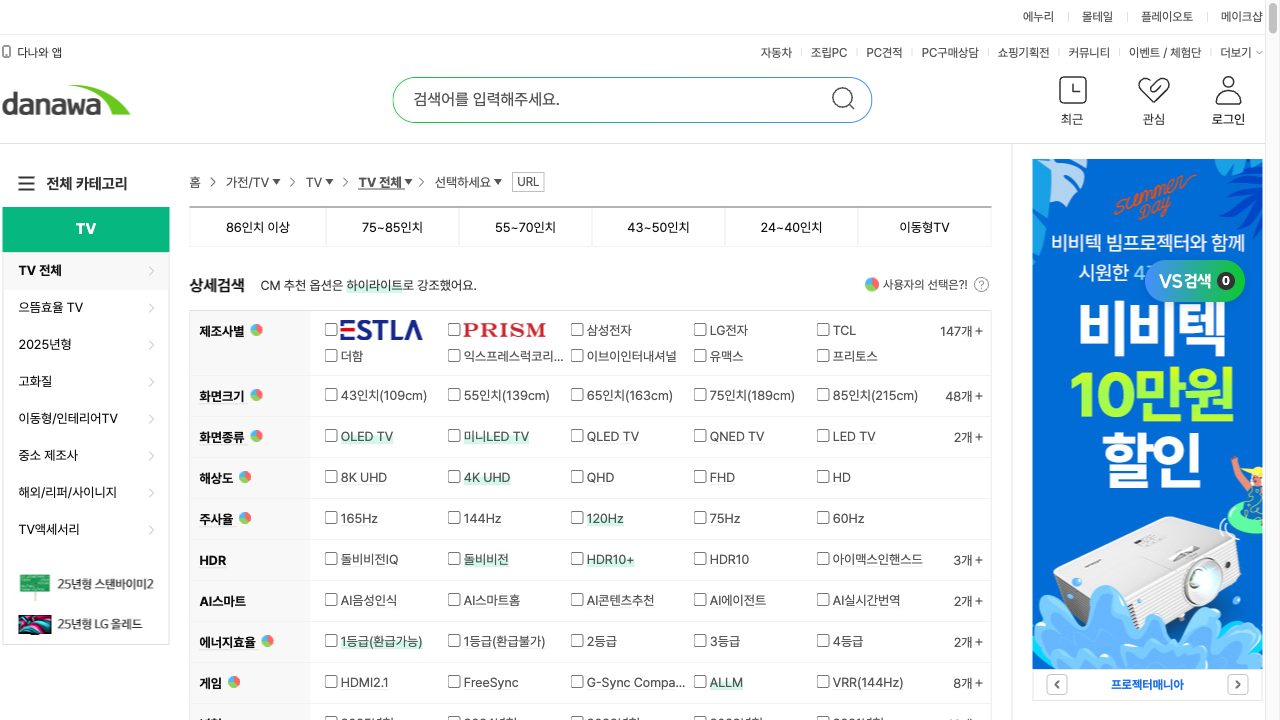 에누리 몰테일 플레이오토 메이크샵
다나와 앱 자동차 조립PC PC견적 PC구매상담 쇼핑기획전 커뮤니티 이벤트 / 체험단 더보기
danawa 검색어를 입력해주세요. 최근 관심 로그인
전체 카테고리 홈 가전/TV TV TV 전체 선택하세요 URL
TV
TV 전체
으뜸효율 TV
2025년형
고화질
이동형/인테리어TV
중소 제조사
해외/리퍼/사이니지
TV액세서리
25년형 스탠바이미2
25년형 LG 올레드
86인치 이상 75~85인치 55~70인치 43~50인치 24~40인치 이동형TV
상세검색 CM 추천 옵션은 하이라이트로 강조했어요. 사용자의 선택은?! ?
제조사별 ESTLA PRISM 삼성전자 LG전자 TCL 147개+
더함 익스프레스럭코리... 이브이인터내셔널 유맥스 프리토스
화면크기 43인치(109cm) 55인치(139cm) 65인치(163cm) 75인치(189cm) 85인치(215cm) 48개+
화면종류 OLED TV 미니LED TV QLED TV QNED TV LED TV 2개+
해상도 8K UHD 4K UHD QHD FHD HD
주사율 165Hz 144Hz 120Hz 75Hz 60Hz
HDR 돌비비전IQ 돌비비전 HDR10+ HDR10 아이맥스인핸스드 3개+
AI스마트 AI음성인식 AI스마트홈 AI콘텐츠추천 AI에이전트 AI실시간번역 2개+
에너지효율 1등급(환급가능) 1등급(환급불가) 2등급 3등급 4등급 2개+
게임 HDMI2.1 FreeSync G-Sync Compa... ALLM VRR(144Hz) 8개+
summer
Day
비비텍 빔프로젝터와 함께
시원한
VS검색 0
비비텍
10만원
할인
프로젝터매니아